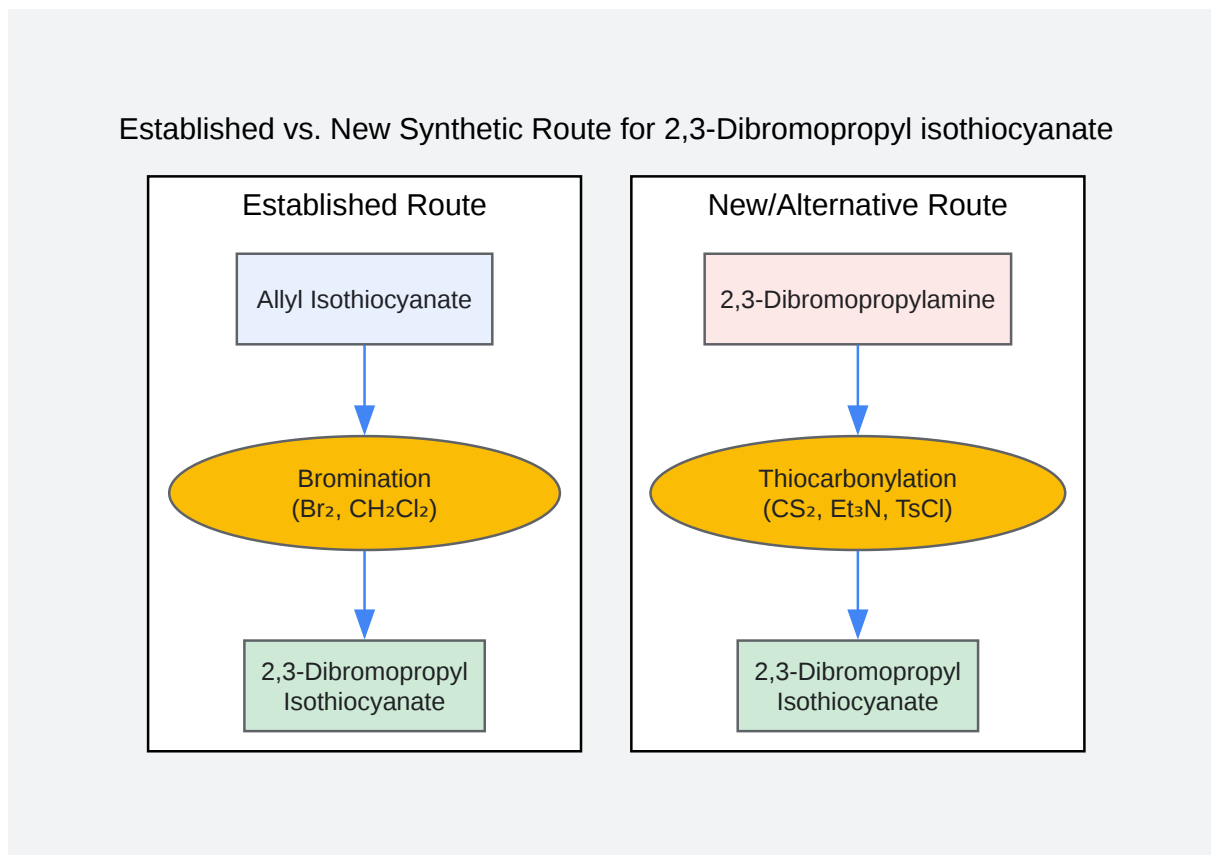 Established vs. New Synthetic Route for 2,3-Dibromopropyl isothiocyanate
Established Route
Allyl Isothiocyanate
Bromination
(Br₂, CH₂Cl₂)
2,3-Dibromopropyl
Isothiocyanate
New/Alternative Route
2,3-Dibromopropylamine
Thiocarbonylation
(CS₂, Et₃N, TsCl)
2,3-Dibromopropyl
Isothiocyanate